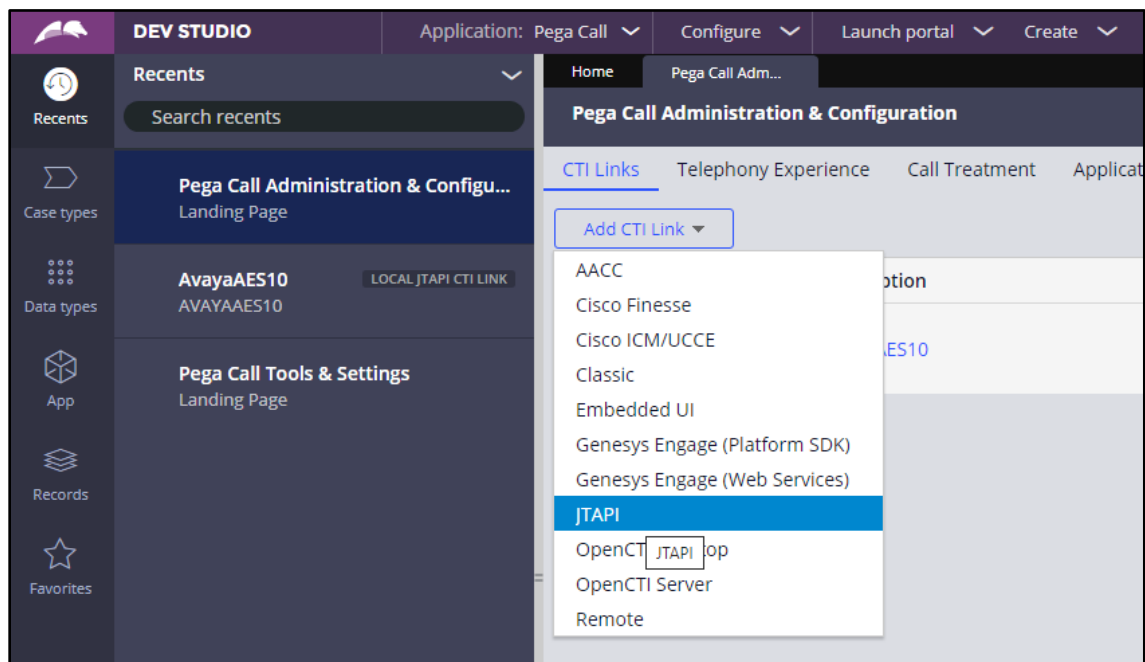 DEV STUDIO
Application: Pega Call
Configure
Launch portal
Create
Recents
Case types
Data types
App
Records
Favorites
Recents
Search recents
Pega Call Administration & Configu...
Landing Page
AvayaAES10
LOCAL JTAPI CTI LINK
AVAYAAES10
Pega Call Tools & Settings
Landing Page
Home
Pega Call Adm...
Pega Call Administration & Configuration
CTI Links
Telephony Experience
Call Treatment
Applicat
Add CTI Link
AACC
Cisco Finesse
Cisco ICM/UCCE
Classic
Embedded UI
Genesys Engage (Platform SDK)
Genesys Engage (Web Services)
JTAPI
OpenCT
JTAPI
top
OpenCTI Server
Remote
ption
AES10